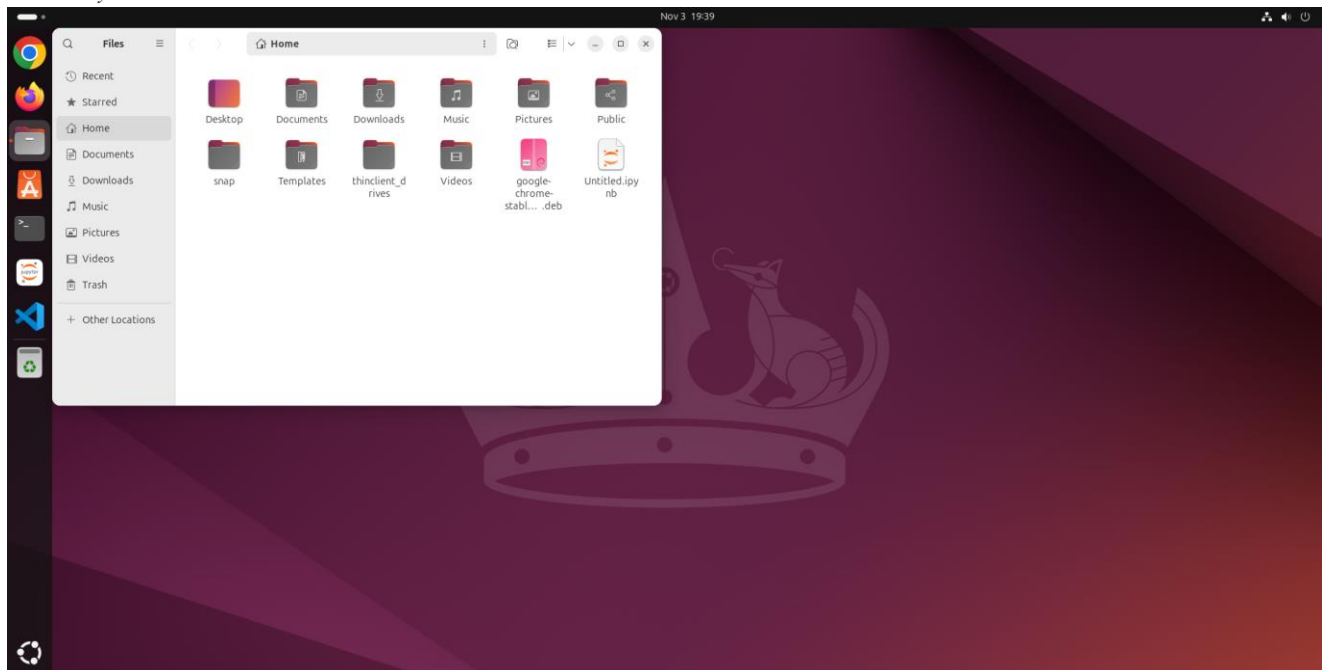 Nov 3 19:39
Files
Home
Recent
Starred
Home
Documents
Downloads
Music
Pictures
Videos
Trash
+ Other Locations
Desktop
Documents
Downloads
Music
Pictures
Public
snap
Templates
thinclient_d
rives
Videos
google-
chrome-
stabl... .deb
Untitled.ipy
nb